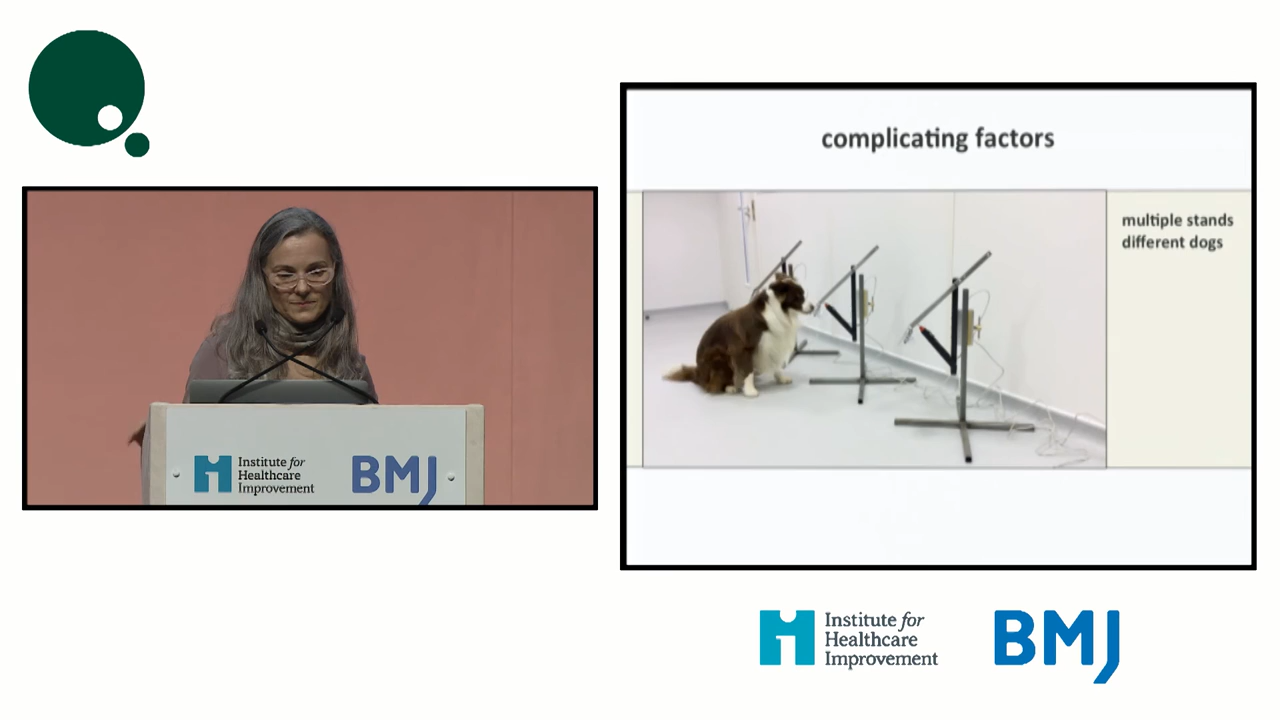 complicating factors
multiple stands
different dogs
Institute for
Healthcare
Improvement
BMJ
Institute for
Healthcare
Improvement
BMJ